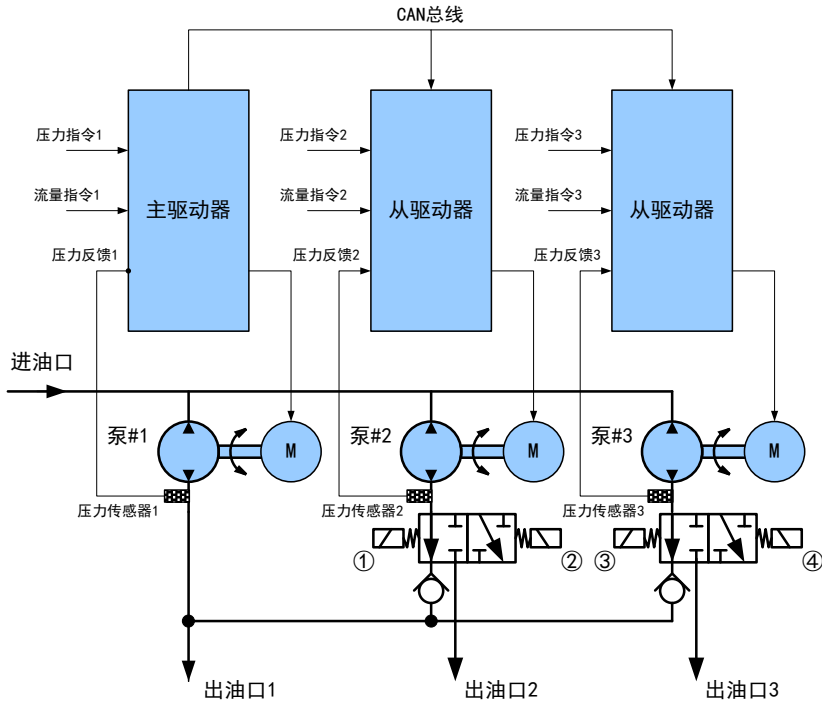 CAN总线
压力指令1
压力指令2
压力指令3
流量指令1
流量指令2
流量指令3
主驱动器
从驱动器
从驱动器
压力反馈1
压力反馈2
压力反馈3
进油口
泵#1
M
泵#2
M
泵#3
M
压力传感器1
压力传感器2
压力传感器3
①
②
③
④
出油口1
出油口2
出油口3